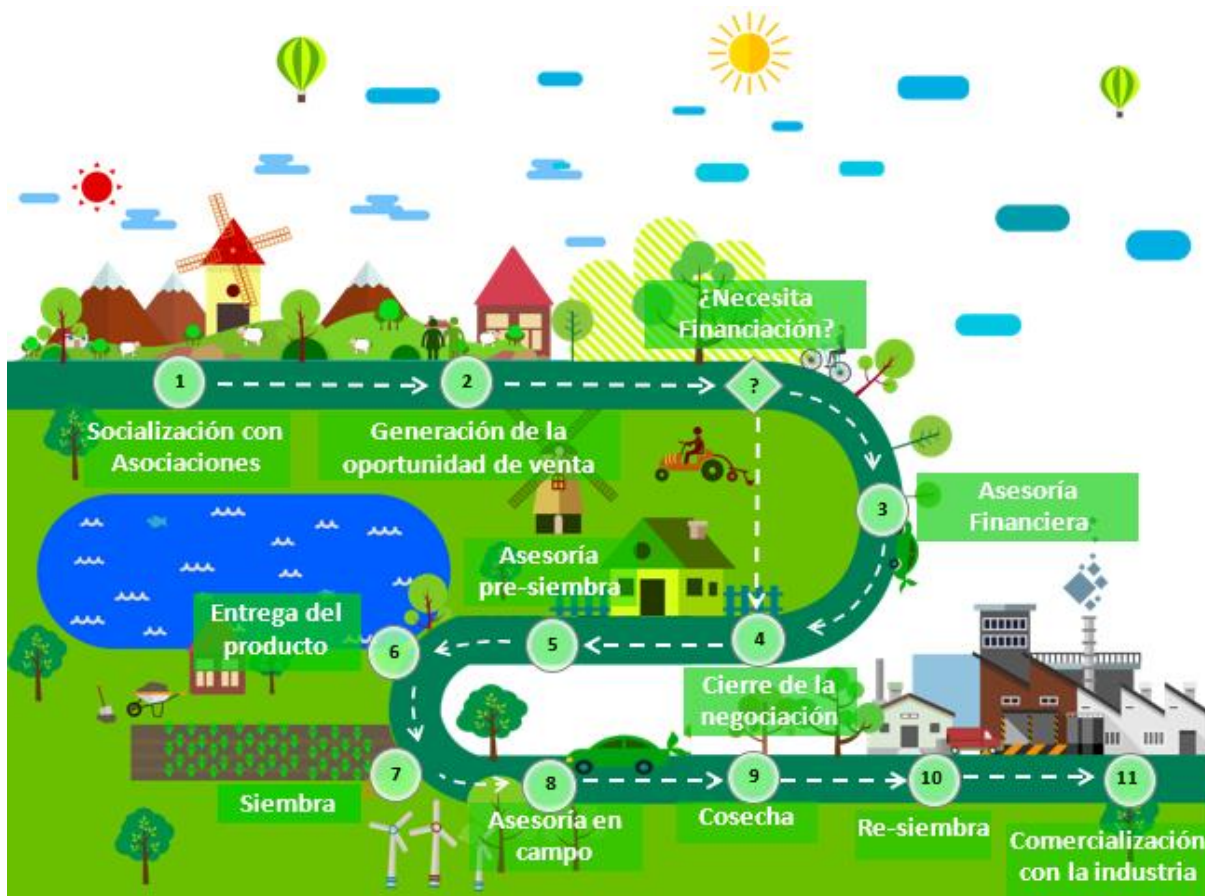 ¿Necesita
Financiación?
1
2
?
Socialización con
Asociaciones
Generación de la
oportunidad de venta
3
Asesoría
Financiera
Asesoría
pre-siembra
Entrega del
producto
6
5
4
Cierre de la
negociación
7
8
9
10
11
Siembra
Asesoría en
campo
Cosecha
Re-siembra
Comercialización
con la industria